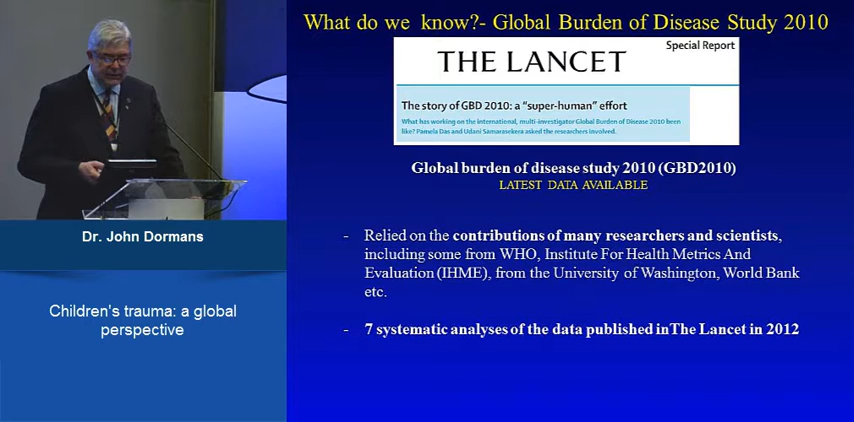 What do we know?- Global Burden of Disease Study 2010
THE LANCET
Special Report
The story of GBD 2010: a “super-human” effort
What has working on the international, multi-investigator Global Burden of Disease 2010 been
like? Pamela Das and Udani Samarasekera asked the researchers involved.
Global burden of disease study 2010 (GBD2010)
LATEST DATA AVAILABLE
- Relied on the contributions of many researchers and scientists,
including some from WHO, Institute For Health Metrics And
Evaluation (IHME), from the University of Washington, World Bank
etc.
- 7 systematic analyses of the data published inThe Lancet in 2012
Dr. John Dormans
Children's trauma: a global
perspective